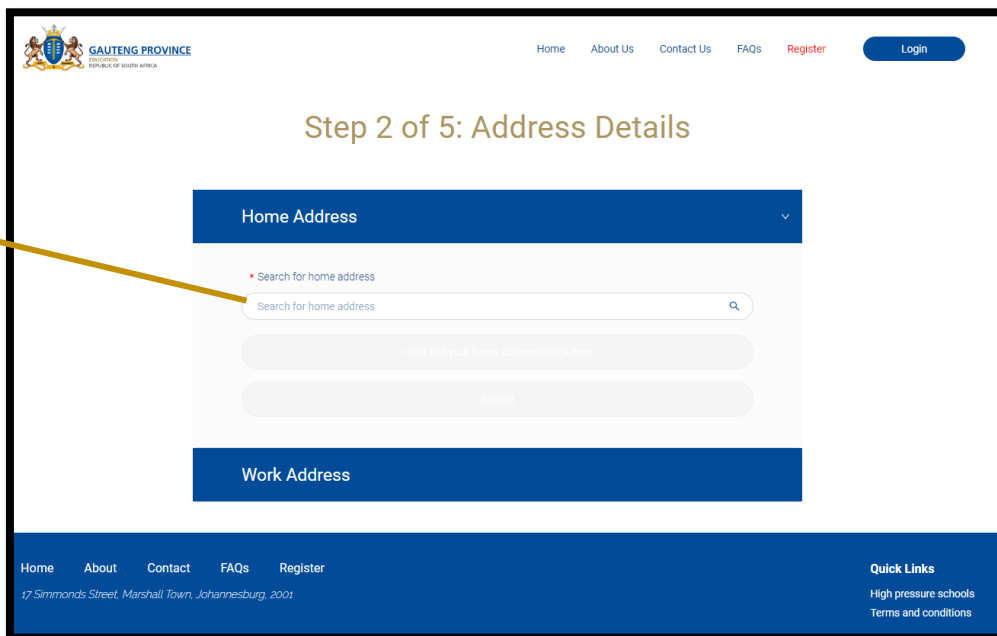 GAUTENG PROVINCE
EDUCATION
REPUBLIC OF SOUTH AFRICA
Home About Us Contact Us FAQs Register Login
Step 2 of 5: Address Details
Home Address
* Search for home address
Search for home address
Can't find your home address? Click here
Submit
Work Address
Home About Contact FAQs Register
17 Simmonds Street, Marshall Town, Johannesburg, 2001
Quick Links
High pressure schools
Terms and conditions